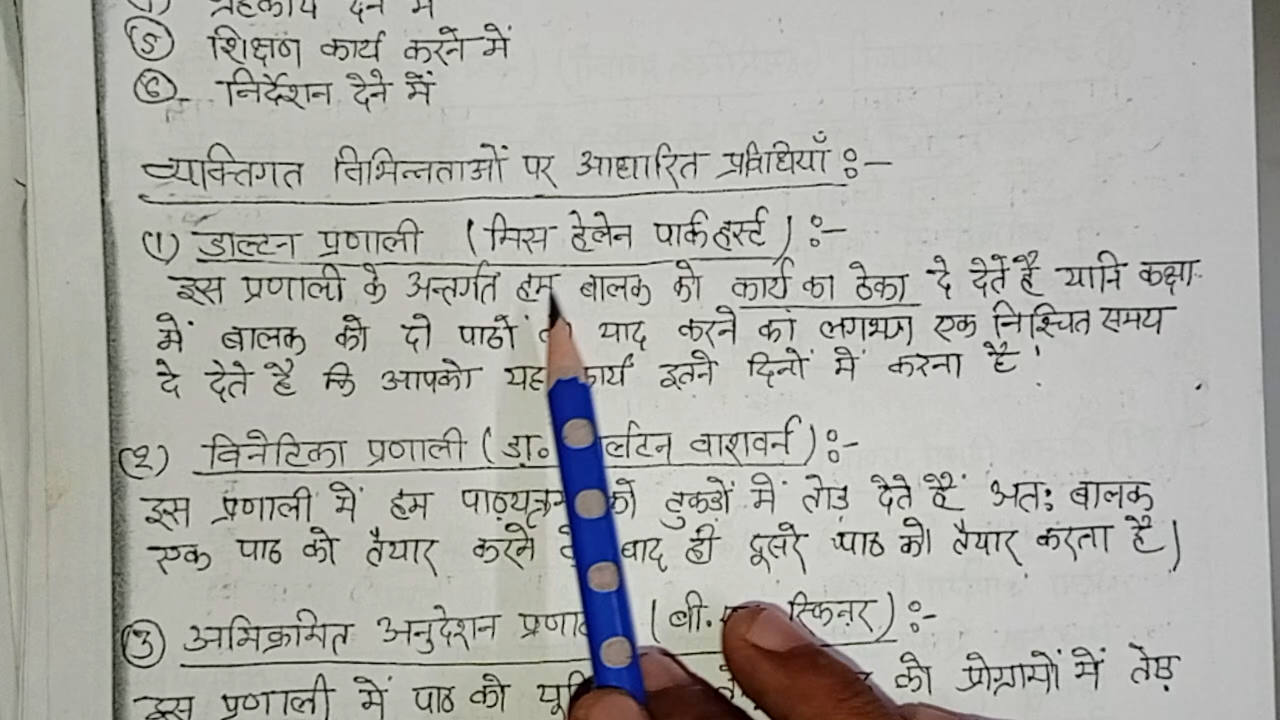 देने में
⑤ शिक्षण कार्य करने में
⑥ निर्देशन देने में
व्यक्तिगत विभिन्नताओं पर आधारित प्रविधियाँ :-
(१) डाल्टन प्रणाली (मिस हेलेन पार्कहर्स्ट) :-
इस प्रणाली के अन्तर्गत हम बालक को कार्य का ठेका दे देते है यानि कक्षा
में बालक को दो पाठों याद करने का लगभग एक निश्चित समय
दे देते है कि आपको यह कार्य इतने दिनों में करना है।
(२) विनेटिका प्रणाली (डा० वाशवर्न) :-
इस प्रणाली में हम पाठ्यक्रम को टुकडों में तोड देते हैं अतः बालक
एक पाठ को तैयार करने के बाद ही दूसरे पाठ को तैयार करता है)
③ अभिक्रमित अनुदेशन (बी. स्किनर) :-
इस प्रणाली में पाठ को को प्रोग्रामों में तोड़